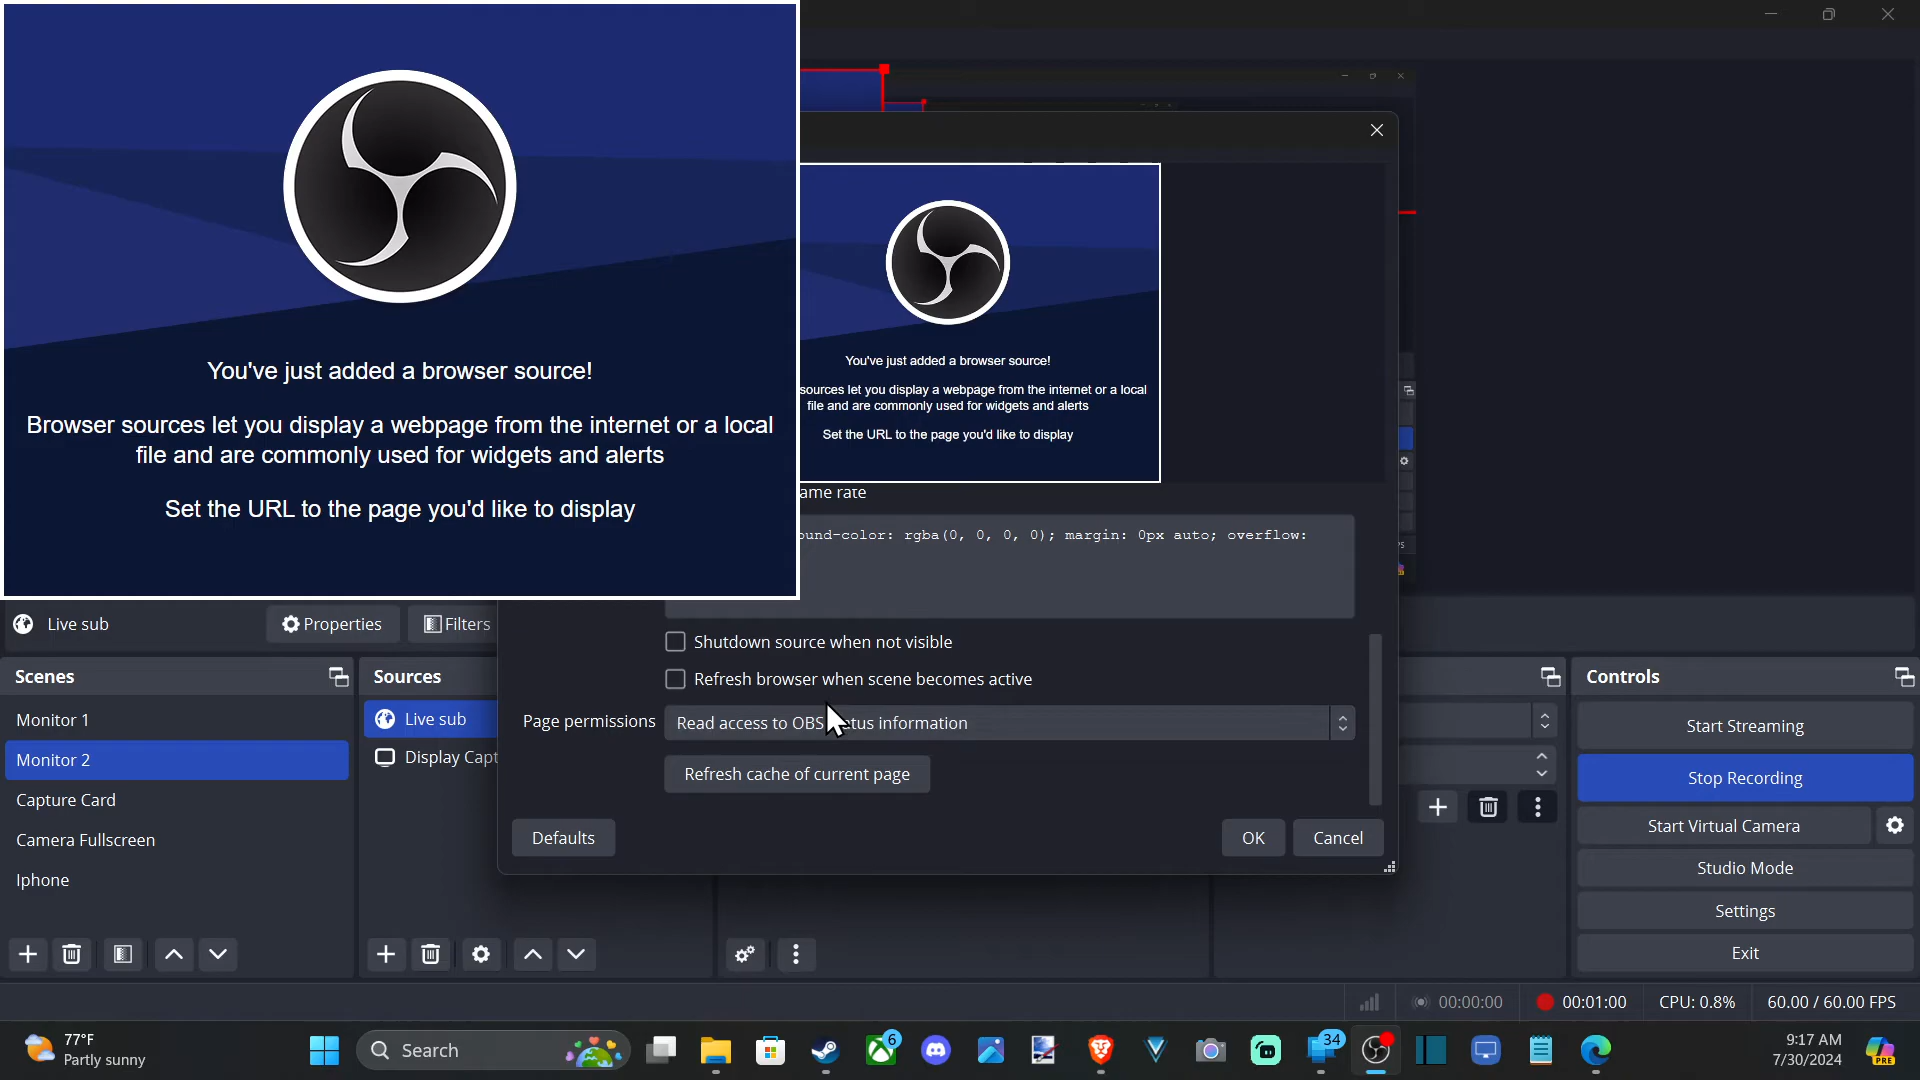 You've just added a browser source!
Browser sources let you display a webpage from the internet or a local
file and are commonly used for widgets and alerts
Set the URL to the page you'd like to display
You've just added a browser source!
sources let you display a webpage from the internet or a local
file and are commonly used for widgets and alerts
Set the URL to the page you'd like to display
ame rate
ound-color: rgba(0, 0, 0, 0); margin: 0px auto; overflow:
Live sub
Properties
Filters
Shutdown source when not visible
Refresh browser when scene becomes active
Page permissions
Read access to OBS tus information
Refresh cache of current page
Defaults
OK
Cancel
Scenes
Monitor 1
Monitor 2
Capture Card
Camera Fullscreen
Iphone
Sources
Live sub
Display Capt
Controls
Start Streaming
Stop Recording
Start Virtual Camera
Studio Mode
Settings
Exit
00:00:00
00:01:00
CPU: 0.8%
60.00 / 60.00 FPS
77°F
Partly sunny
Search
6
34
9:17 AM
7/30/2024
PRE